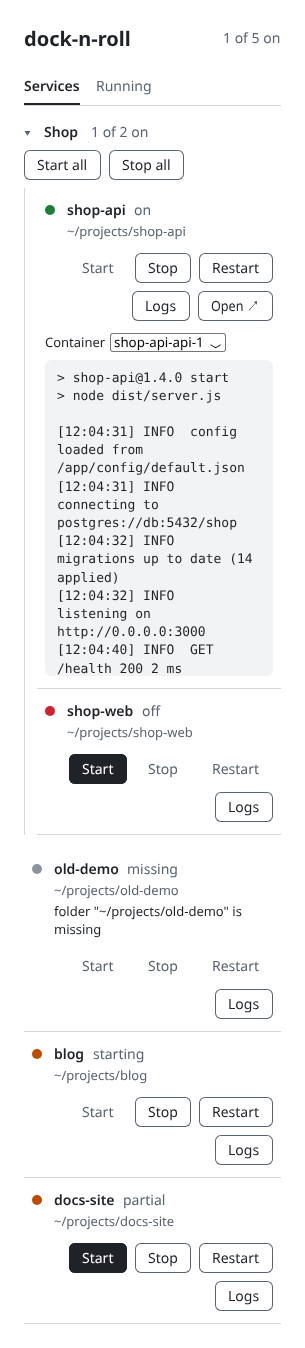 dock-n-roll
1 of 5 on
Services Running
Shop 1 of 2 on
Start all Stop all
shop-api on
~/projects/shop-api
Start Stop Restart
Logs Open ↗
Container shop-api-api-1
> shop-api@1.4.0 start
> node dist/server.js
[12:04:31] INFO config
loaded from
/app/config/default.json
[12:04:31] INFO
connecting to
postgres://db:5432/shop
[12:04:32] INFO
migrations up to date (14
applied)
[12:04:32] INFO
listening on
http://0.0.0.0:3000
[12:04:40] INFO GET
/health 200 2 ms
shop-web off
~/projects/shop-web
Start Stop Restart
Logs
old-demo missing
~/projects/old-demo
folder "~/projects/old-demo" is
missing
Start Stop Restart
Logs
blog starting
~/projects/blog
Start Stop Restart
Logs
docs-site partial
~/projects/docs-site
Start Stop Restart
Logs